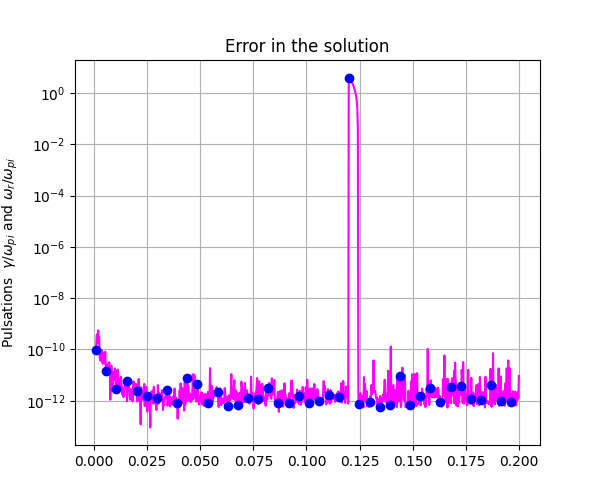 Error in the solution
Pulsations γ/ω_pi and ω_r/ω_pi
10^0
10^−2
10^−4
10^−6
10^−8
10^−10
10^−12
0.000 0.025 0.050 0.075 0.100 0.125 0.150 0.175 0.200